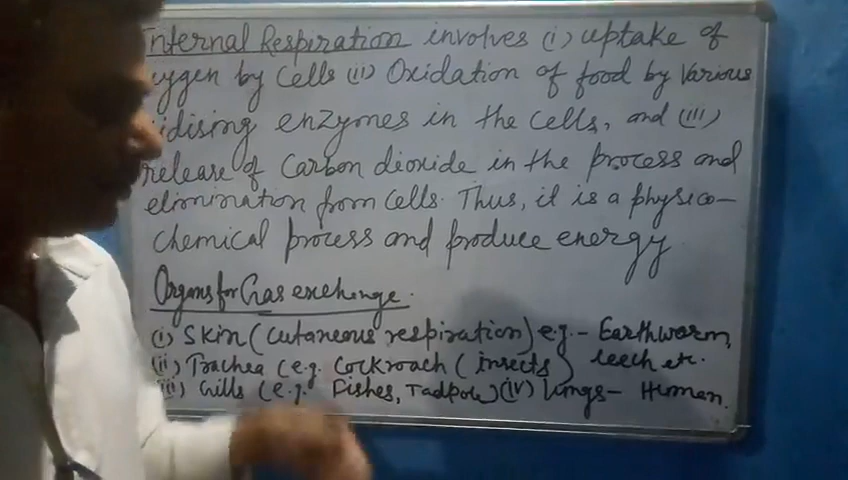 Internal Respiration involves (i) uptake of
oxygen by cells (ii) Oxidation of food by various
oxidising enzymes in the cells, and (iii)
release of Carbon dioxide in the process and
elimination from cells. Thus, it is a physico-
chemical process and produce energy
Organs for Gas exchange.
(i) Skin (cutaneous respiration) e.g.- Earthworm,
(ii) Trachea (e.g. Cockroach (insects) leech etc.
(iii) Gills (e.g. Fishes, Tadpole) (iv) lungs- Human.